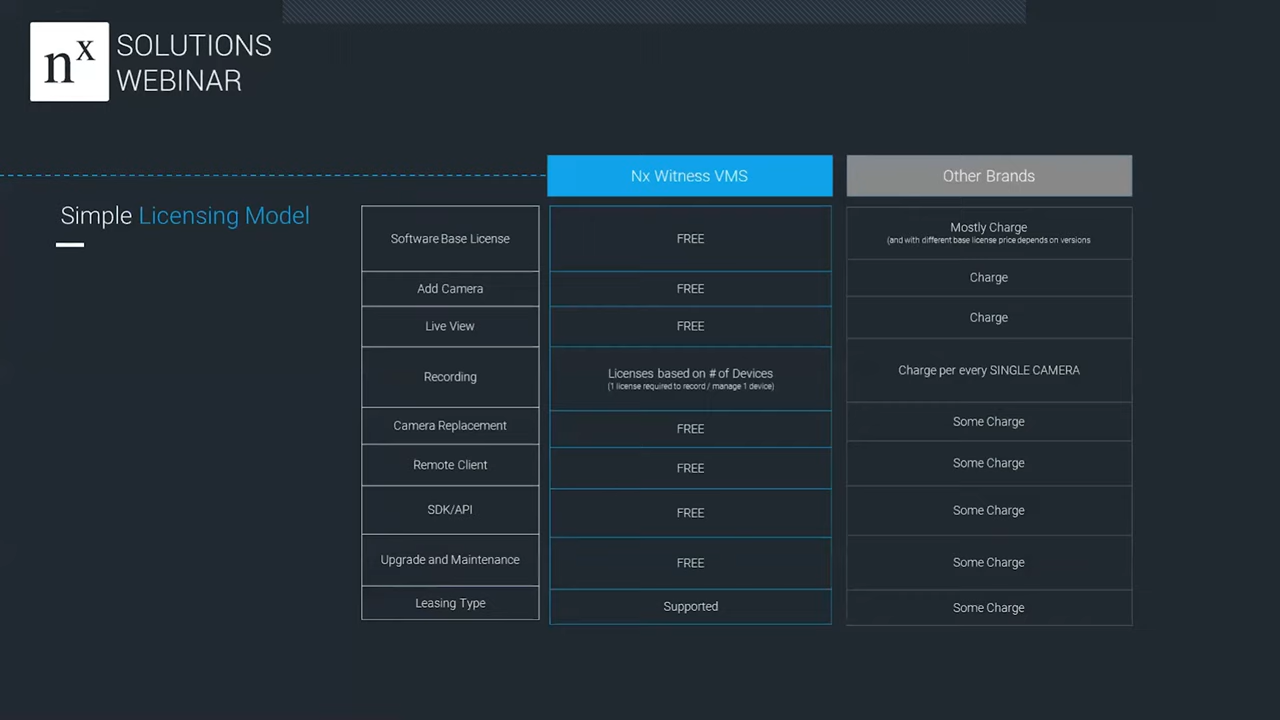 nx
SOLUTIONS
WEBINAR
Nx Witness VMS
Other Brands
Simple Licensing Model
Software Base License
FREE
Mostly Charge
(and with different base license price depends on versions
Add Camera
FREE
Charge
Live View
FREE
Charge
Recording
Licenses based on # of Devices
(1 license required to record / manage 1 device)
Charge per every SINGLE CAMERA
Camera Replacement
FREE
Some Charge
Remote Client
FREE
Some Charge
SDK/API
FREE
Some Charge
Upgrade and Maintenance
FREE
Some Charge
Leasing Type
Supported
Some Charge